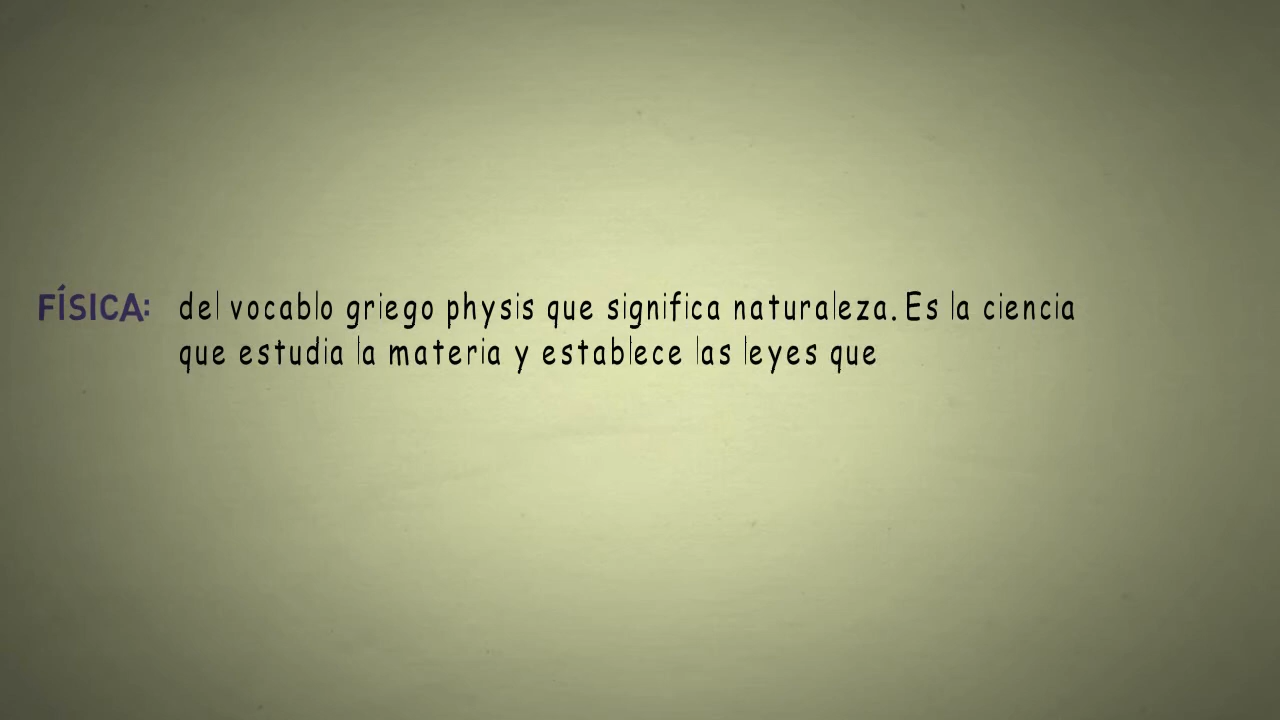 FÍSICA: del vocablo griego physis que significa naturaleza. Es la ciencia
que estudia la materia y establece las leyes que